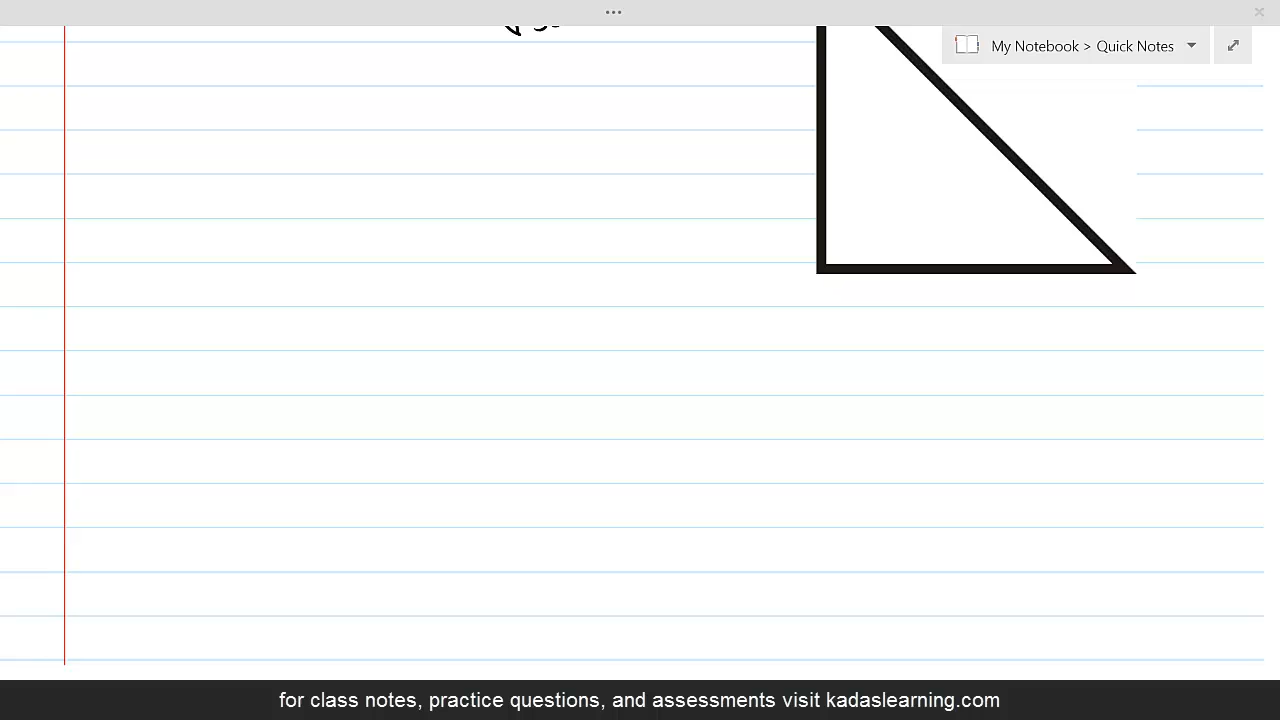 My Notebook > Quick Notes
for class notes, practice questions, and assessments visit kadaslearning.com